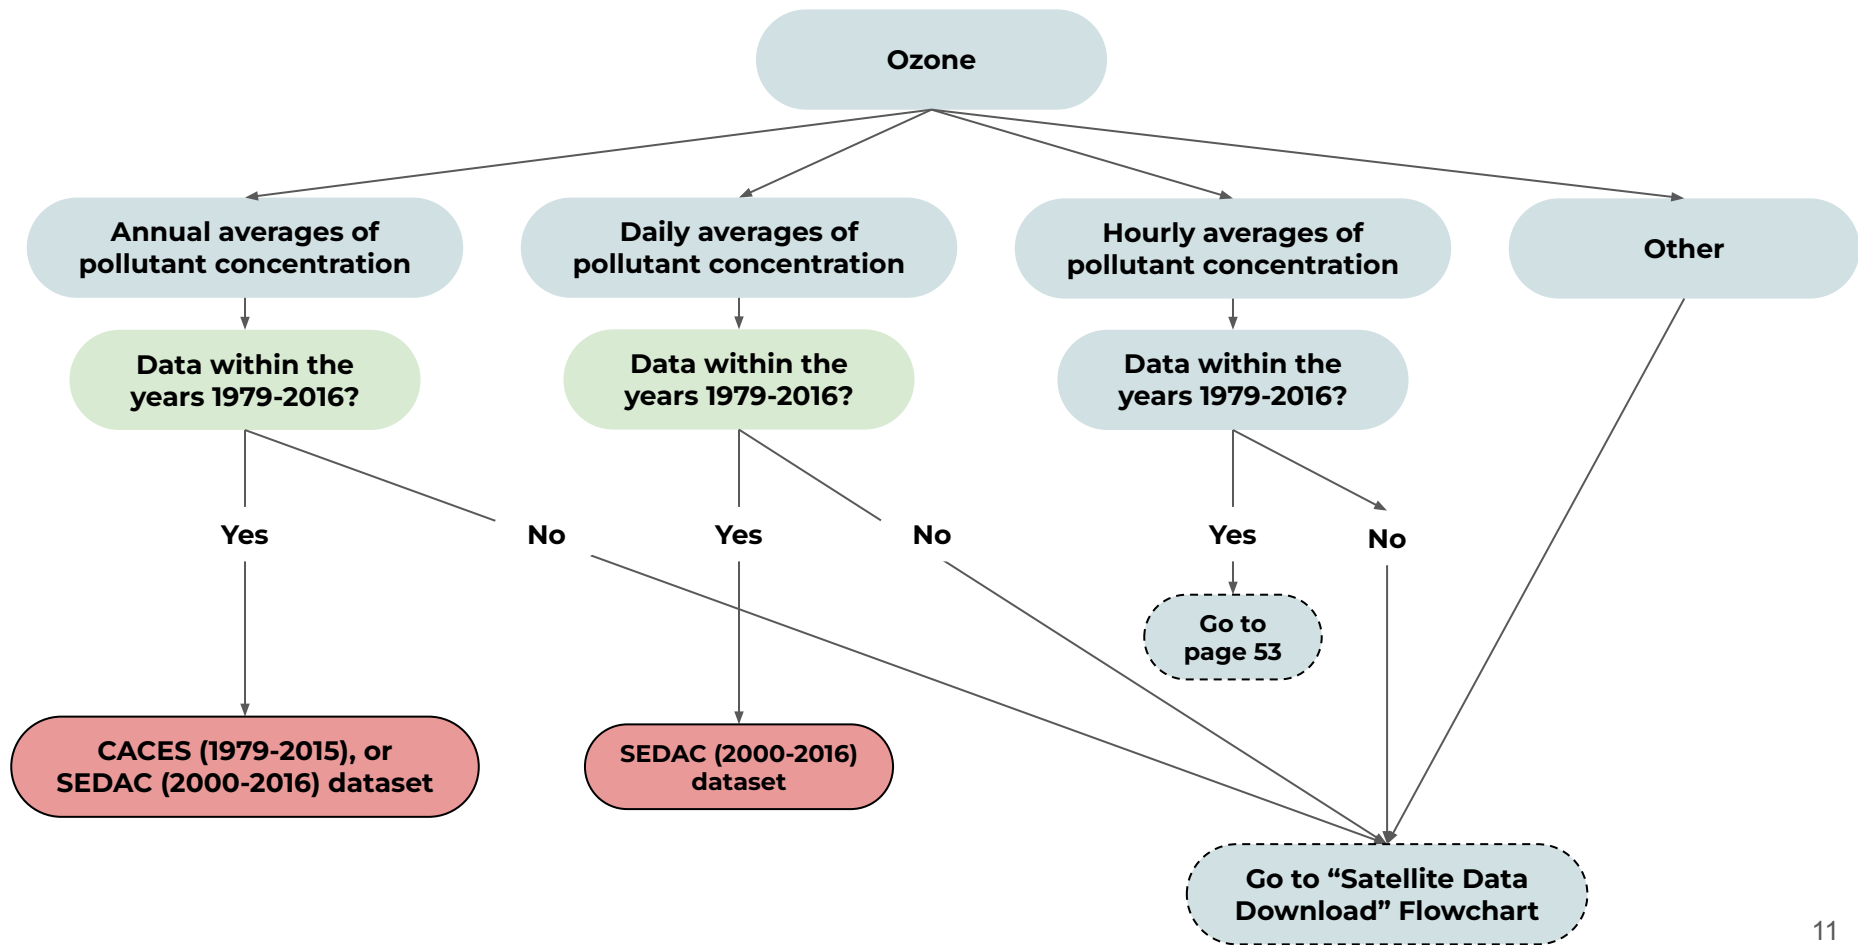 Ozone
Annual averages of
pollutant concentration
Daily averages of
pollutant concentration
Hourly averages of
pollutant concentration
Other
Data within the
years 1979-2016?
Data within the
years 1979-2016?
Data within the
years 1979-2016?
Yes
No
Yes
No
Yes
No
Go to
page 53
CACES (1979-2015), or
SEDAC (2000-2016) dataset
SEDAC (2000-2016)
dataset
Go to “Satellite Data
Download” Flowchart
11